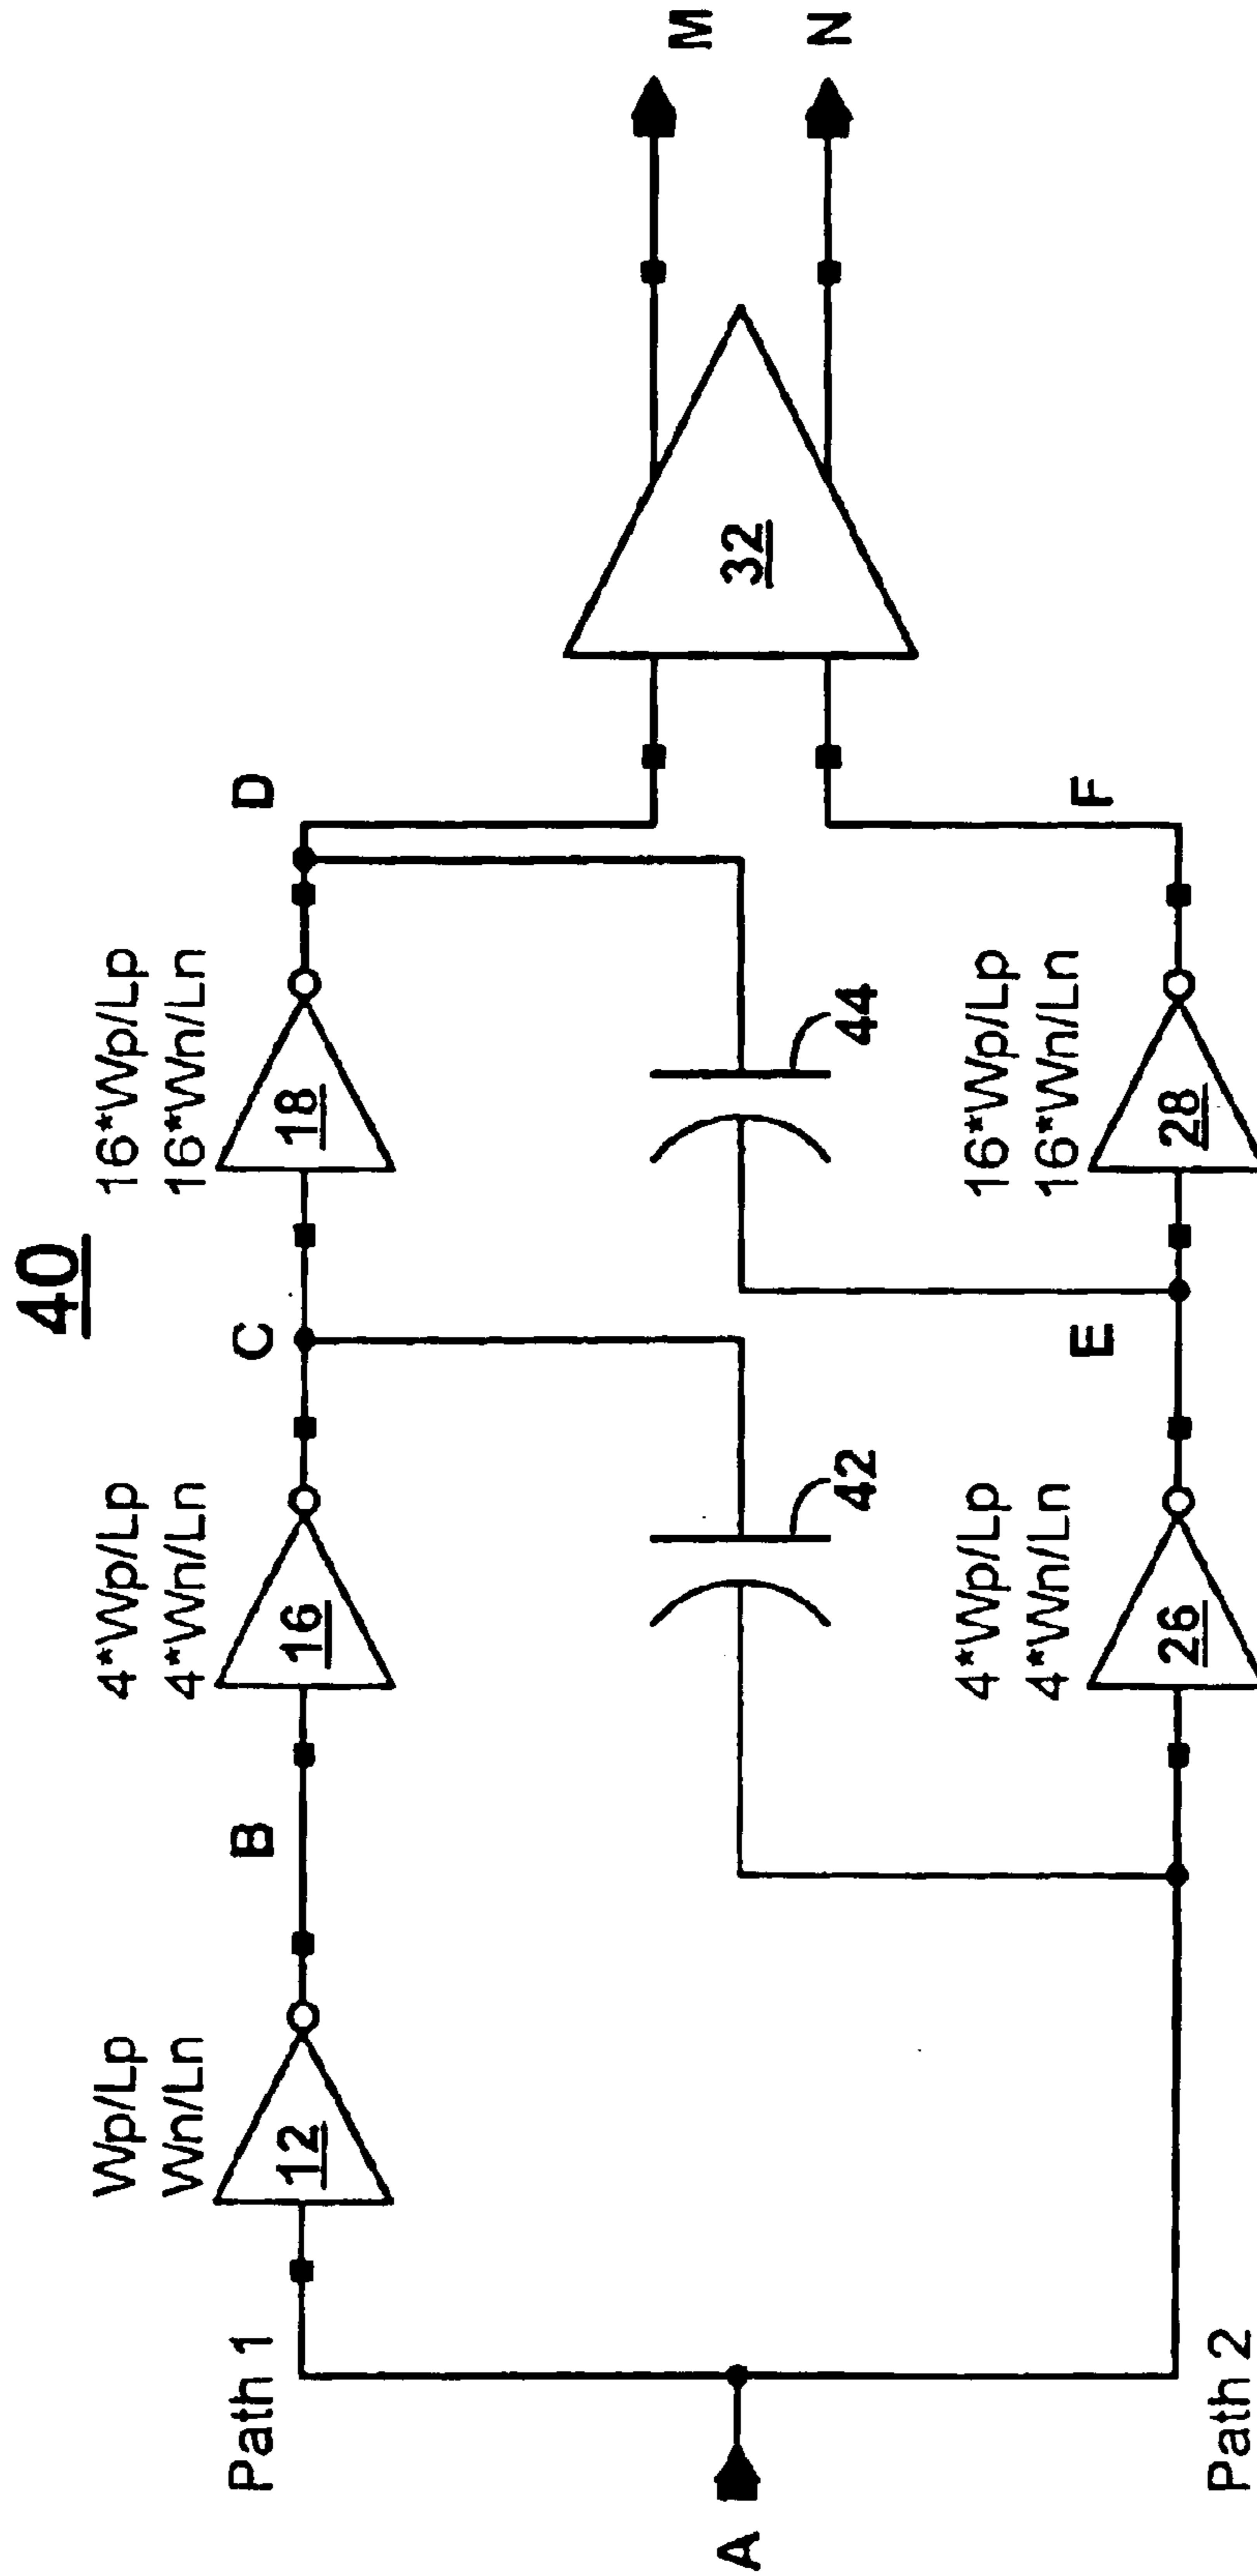 40
Path 1
Wp/Lp
Wn/Ln
12
B
4*Wp/Lp
4*Wn/Ln
16
C
16*Wp/Lp
16*Wn/Ln
18
D
A
42
44
32
M
N
Path 2
4*Wp/Lp
4*Wn/Ln
26
E
16*Wp/Lp
16*Wn/Ln
28
F